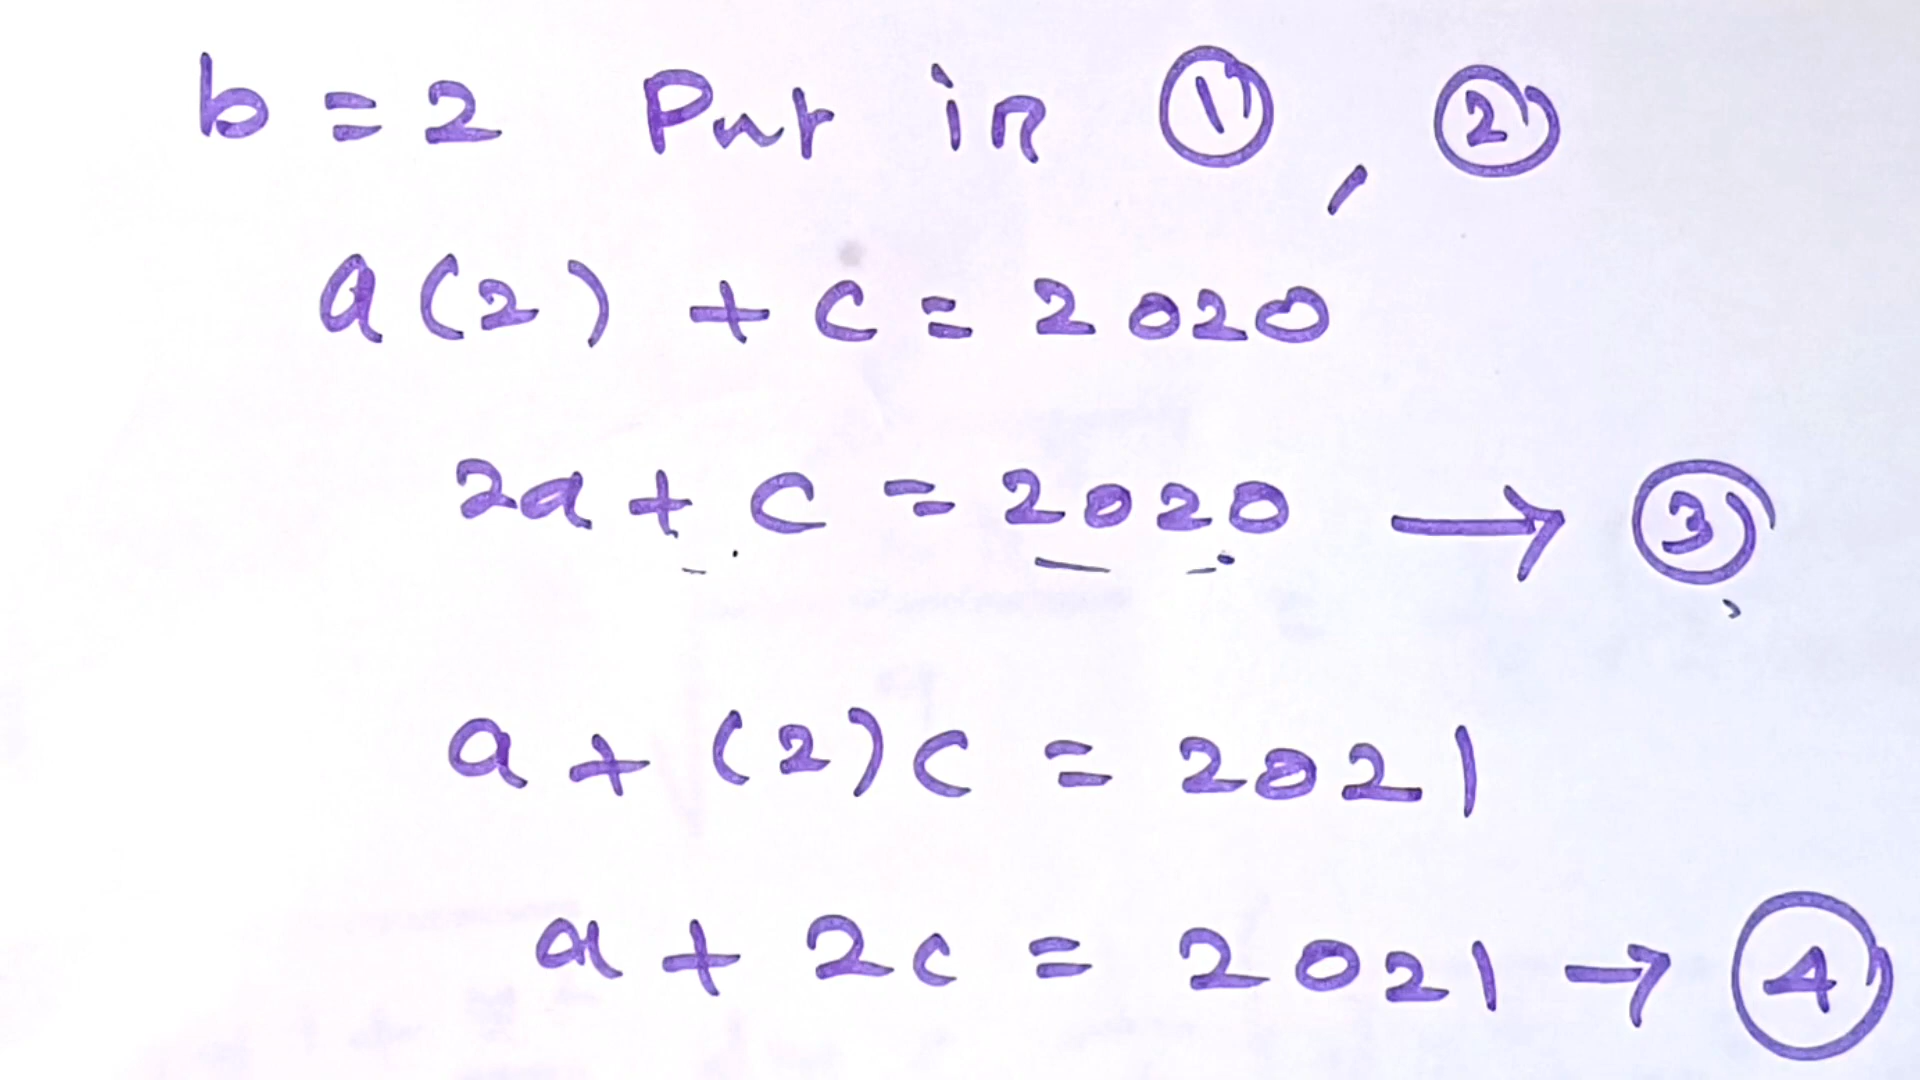 b = 2 Put in ① , ②
a (2) + c = 2020
2a + c = 2020 → ③
a + (2)c = 2021
a + 2c = 2021 → ④